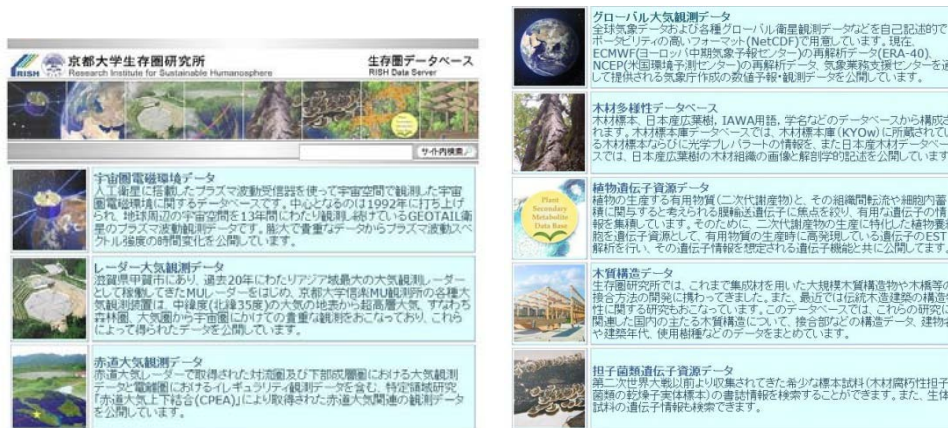 京都大学生存圏研究所
Research Institute for Sustainable Humanosphere
RISH
生存圏データベース
RISH Data Server
サイト内検索
宇宙圏電磁環境データ
人工衛星に搭載したプラズマ波動受信器を使って宇宙空間で観測した宇宙
圏電磁環境に関するデータベースです。中心となるのは1992年に打ち上げ
られ、地球周辺の宇宙空間を13年間にわたり観測し続けているGEOTAIL衛
星のプラズマ波動観測データです。膨大で貴重なデータからプラズマ波動スペ
クトル強度の時間変化を公開しています。
レーダー大気観測データ
滋賀県甲賀市にあり、過去20年にわたりアジア域最大の大気観測レーダー
として稼働してきたMUレーダーをはじめ、京都大学信楽MU観測所の各種大
気観測装置は、中緯度(北緯35度)の大気の地表から超高層大気、すなわち
森林圏、大気圏から宇宙圏にかけての貴重な観測をおこなっており、これら
によって得られたデータを公開しています。
赤道大気観測データ
赤道大気レーダーで取得された対流圏及び下部成層圏における大気観測
データと電離圏におけるイレギュラリティ観測データを含む、特定領域研究
「赤道大気上下結合(CPEA)」により取得された赤道大気関連の観測データ
を公開しています。
グローバル大気観測データ
全球気象データおよび各種グローバル衛星観測データなどを自己記述的で
ポータビリティの高いフォーマット(NetCDF)で用意しています。現在、
ECMWF(ヨーロッパ中期気象予報センター)の再解析データ(ERA-40)、
NCEP(米国環境予測センター)の再解析データ、気象業務支援センターを通
して提供される気象庁作成の数値予報・観測データを公開しています。
木材多様性データベース
木材標本、日本産広葉樹、IAWA用語、学名などのデータベースから構成さ
れます。木材標本庫データベースでは、木材標本庫(KYOw)に所蔵されてい
る木材標本ならびに光学プレパラートの情報を、また日本産木材データベー
スでは、日本産広葉樹の木材組織の画像と解剖学的記述を公開しています
Plant
Secondary
Metabolite
Data Base
植物遺伝子資源データ
植物の生産する有用物質(二次代謝産物)と、その組織間転流や細胞内蓄
積に関与すると考えられる膜輸送遺伝子に焦点を絞り、有用な遺伝子の情
報を集積しています。そのために、二次代謝産物の生産に特化した植物養
胞を遺伝子資源として、有用物質の生産時に高発現している遺伝子のEST
解析を行い、その遺伝子情報を想定される遺伝子機能と共に公開してます。
木質構造データ
生存圏研究所では、これまで集成材を用いた大規模木質構造物や木橋等の
接合方法の開発に携わってきました。また、最近では伝統木造建築の構造
性に関する研究もおこなっています。このデータベースでは、これらの研究に
関連した国内の主たる木質構造について、接合部などの構造データ、建物名
や建築年代、使用樹種などのデータをまとめています。
担子菌類遺伝子資源データ
第二次世界大戦以前より収集されてきた希少な標本試料(木材腐朽性担子
菌類の乾燥子実体標本)の書誌情報を検索することができます。また、生体
試料の遺伝子情報も検索できます。